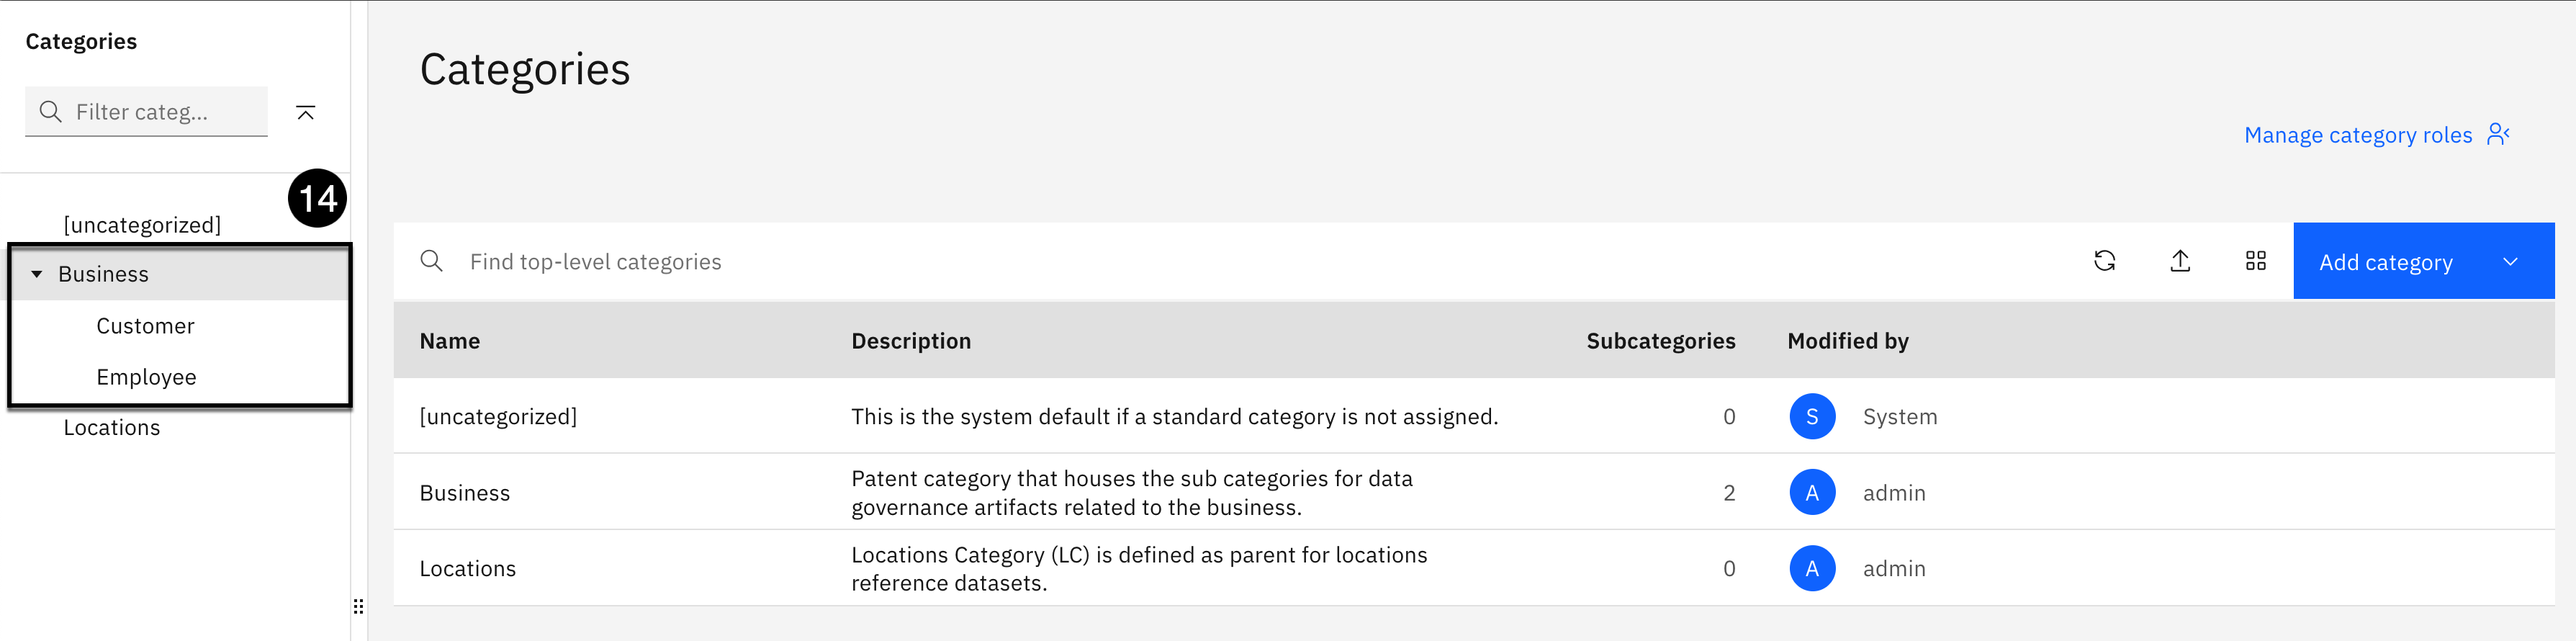 Categories
Filter categ...
14
[uncategorized]
Business
Customer
Employee
Locations
Categories
Manage category roles
Find top-level categories
Add category
Name Description Subcategories Modified by
[uncategorized] This is the system default if a standard category is not assigned. 0 S System
Business Patent category that houses the sub categories for data
governance artifacts related to the business. 2 A admin
Locations Locations Category (LC) is defined as parent for locations
reference datasets. 0 A admin